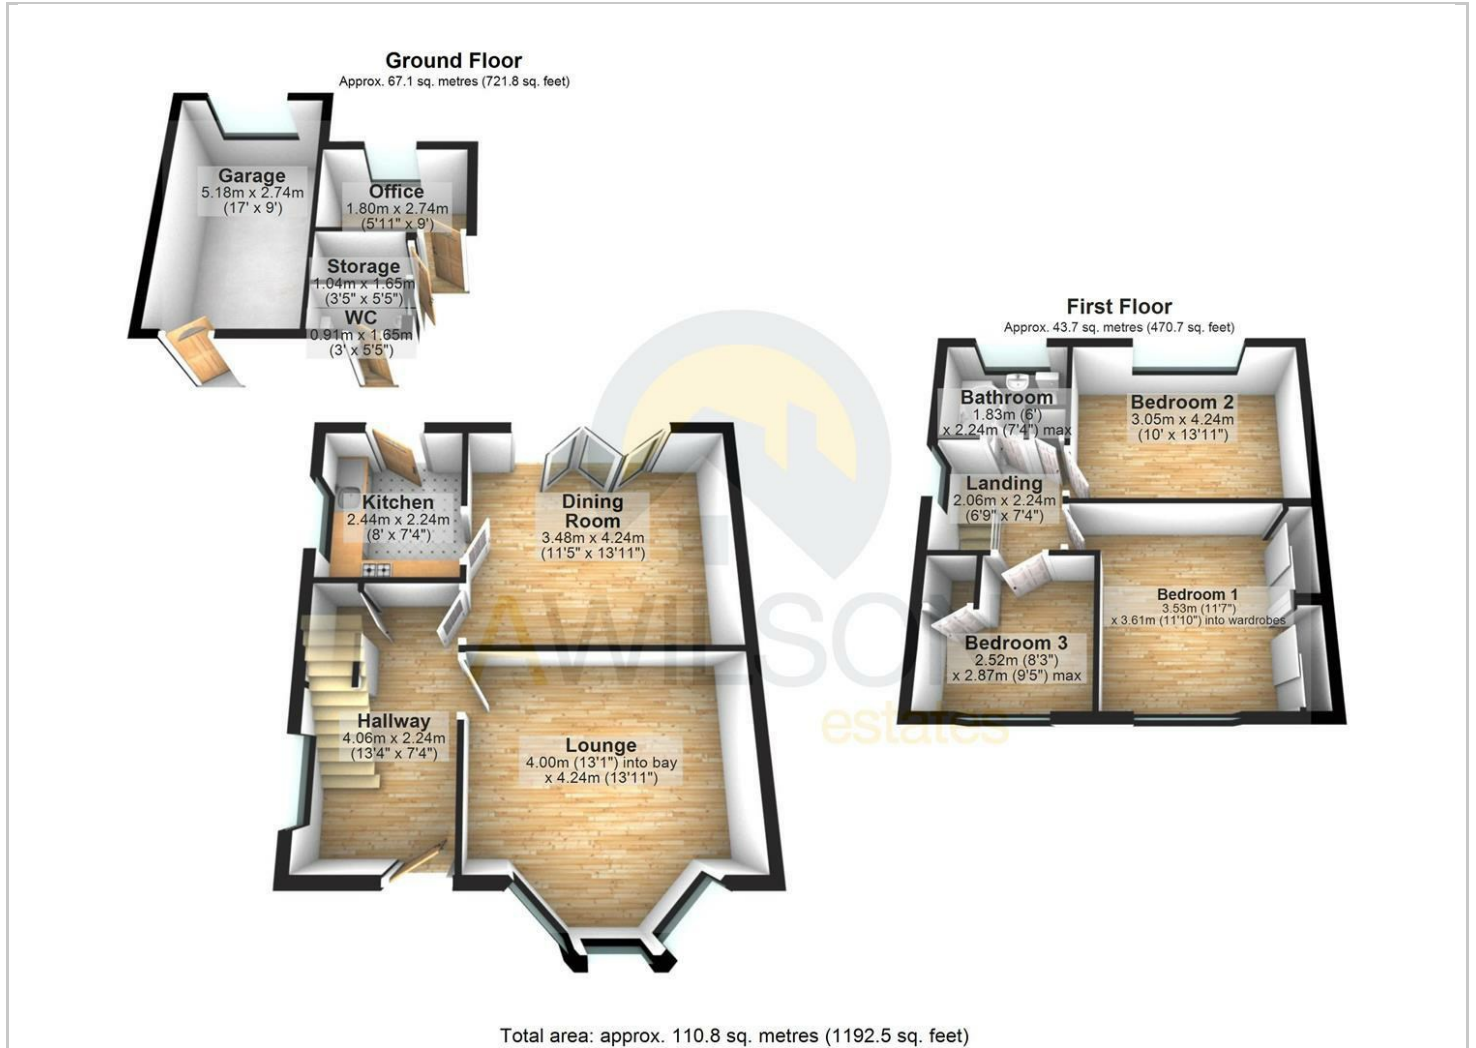 Ground Floor
Approx. 67.1 sq. metres (721.8 sq. feet)
Garage
5.18m x 2.74m
(17' x 9')
Office
1.80m x 2.74m
(5'11" x 9')
Storage
1.04m x 1.65m
(3'5" x 5'5")
WC
0.91m x 1.65m
(3' x 5'5")
Kitchen
2.44m x 2.24m
(8' x 7'4")
Dining
Room
3.48m x 4.24m
(11'5" x 13'11")
Hallway
4.06m x 2.24m
(13'4" x 7'4")
Lounge
4.00m (13'1") into bay
x 4.24m (13'11")
First Floor
Approx. 43.7 sq. metres (470.7 sq. feet)
Bathroom
1.83m (6')
x 2.24m (7'4") max
Bedroom 2
3.05m x 4.24m
(10' x 13'11")
Landing
2.06m x 2.24m
(6'9" x 7'4")
Bedroom 1
3.53m (11'7")
x 3.61m (11'10") into wardrobes
Bedroom 3
2.52m (8'3")
x 2.87m (9'5") max
AWILSON
estates
Total area: approx. 110.8 sq. metres (1192.5 sq. feet)